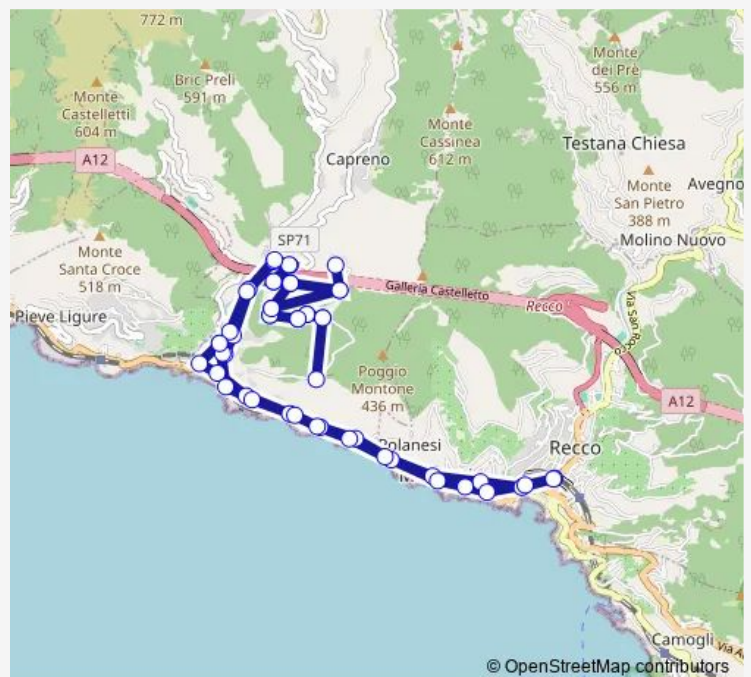 772 m
Bric Preli
591 m
Monte
dei Prè
556 m
Monte
Castelletti
604 m
Monte
Cassinea
612 m
Testana Chiesa
Capreno
A12
Monte
San Pietro
388 m
Avegno
SP71
Molino Nuovo
Monte
Santa Croce
518 m
Galleria Castelletto
Recco
Via San Rocco
Pieve Ligure
Poggio
Montone
436 m
A12
Polanesi
Recco
Camogli
© OpenStreetMap contributors